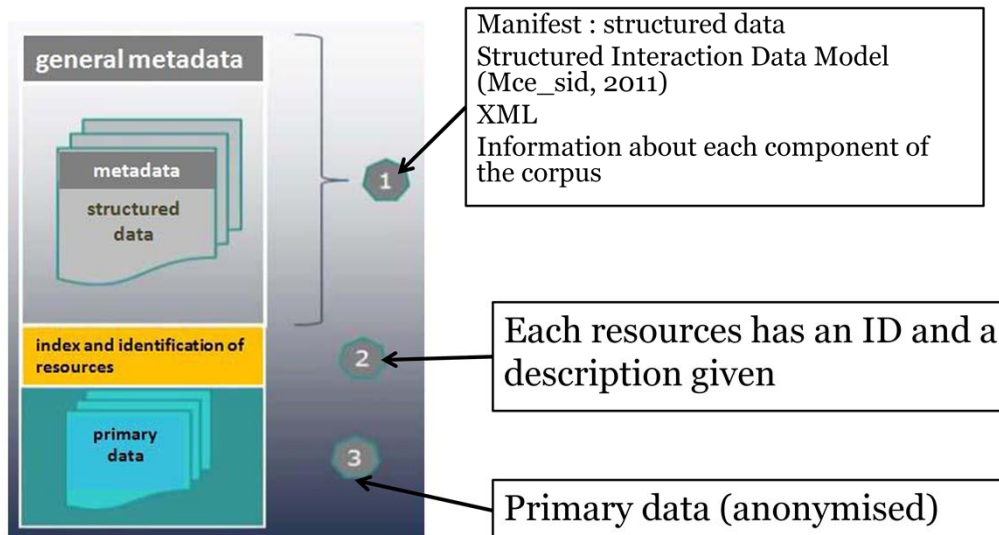 general metadata
metadata
structured
data
index and identification of
resources
primary
data
1
2
3
Manifest : structured data
Structured Interaction Data Model
(Mce_sid, 2011)
XML
Information about each component of
the corpus
Each resources has an ID and a
description given
Primary data (anonymised)